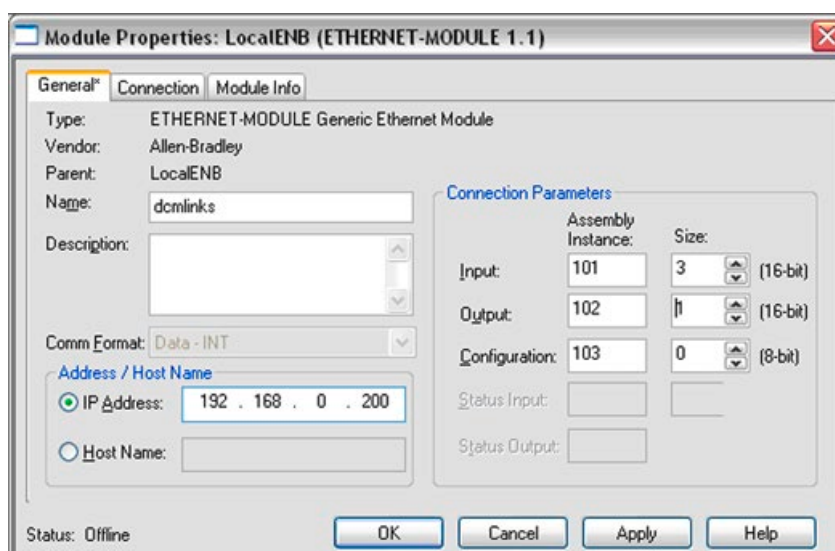 Module Properties: LocalENB (ETHERNET-MODULE 1.1)
General* Connection Module Info
Type: ETHERNET-MODULE Generic Ethernet Module
Vendor: Allen-Bradley
Parent: LocalENB
Name: dcmlinks
Description:
Comm Format: Data - INT
Address / Host Name
IP Address: 192 . 168 . 0 . 200
Host Name:
Connection Parameters
Assembly Instance: Size:
Input: 101 3 (16-bit)
Output: 102 (16-bit)
Configuration: 103 0 (8-bit)
Status Input:
Status Output:
Status: Offline
OK Cancel Apply Help